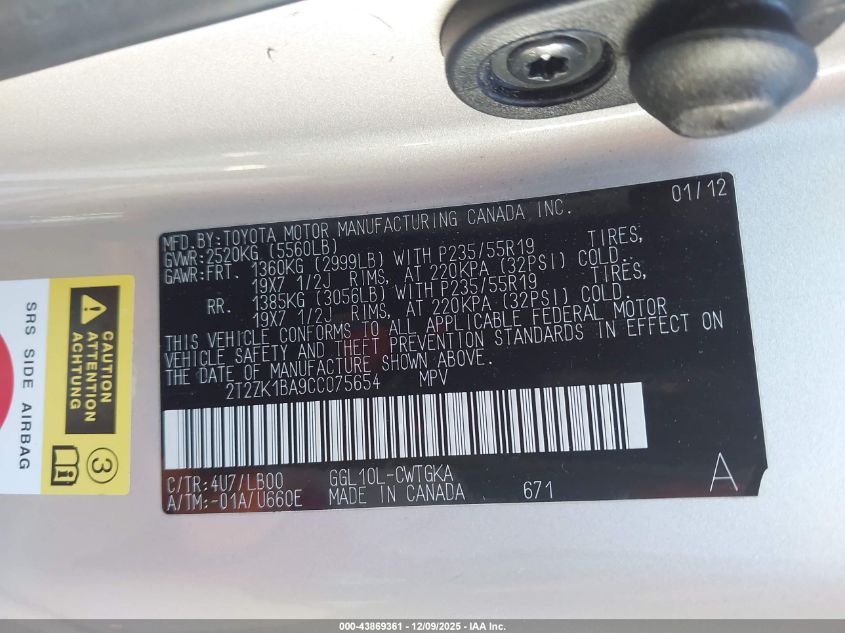 01/12
MFD.BY:TOYOTA MOTOR MANUFACTURING CANADA INC.
GVWR:2520KG (5560LB)
GAWR:FRT. 1360KG (2999LB) WITH P235/55R19 TIRES,
19X7 1/2J RIMS, AT 220KPA (32PSI) COLD.
RR. 1385KG (3056LB) WITH P235/55R19 TIRES,
19X7 1/2J RIMS, AT 220KPA (32PSI) COLD.
THIS VEHICLE CONFORMS TO ALL APPLICABLE FEDERAL MOTOR
VEHICLE SAFETY AND THEFT PREVENTION STANDARDS IN EFFECT ON
THE DATE OF MANUFACTURE SHOWN ABOVE.
2T2ZK1BA9CC075654 MPV
C/TR:4U7/LB00 GGL10L-CWTGKA
A/TM:-01A/U660E MADE IN CANADA 671
A
SRS SIDE AIRBAG
CAUTION
ATTENTION
ACHTUNG
3
000-43869361 - 12/09/2025 - IAA Inc.